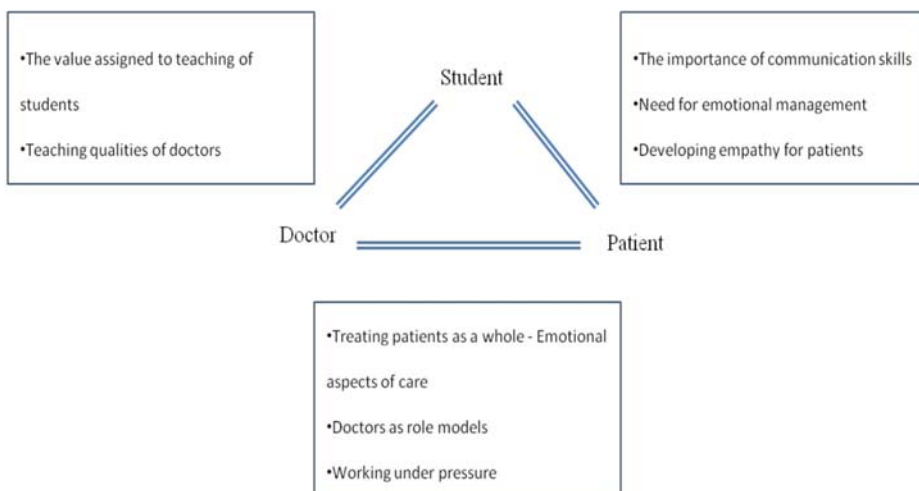 •The value assigned to teaching of
students
•Teaching qualities of doctors
Student
•The importance of communication skills
•Need for emotional management
•Developing empathy for patients
Doctor
Patient
•Treating patients as a whole - Emotional
aspects of care
•Doctors as role models
•Working under pressure